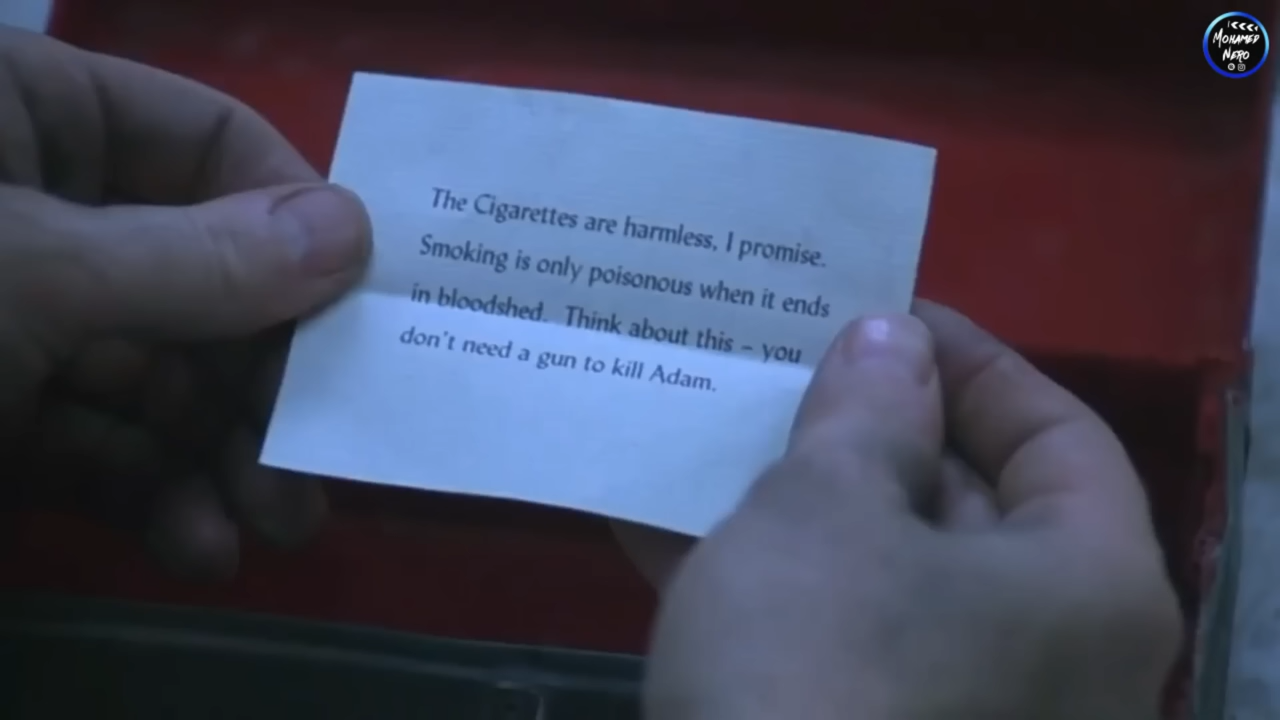 MOHAMED
NERO
The Cigarettes are harmless, I promise.
Smoking is only poisonous when it ends
in bloodshed. Think about this – you
don't need a gun to kill Adam.